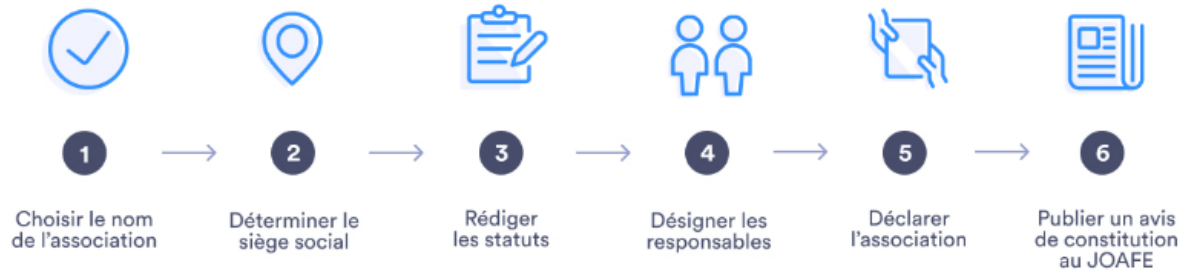 1
2
3
4
5
6
Choisir le nom
de l'association
Déterminer le
siège social
Rédiger
les statuts
Désigner les
responsables
Déclarer
l'association
Publier un avis
de constitution
au JOAFE